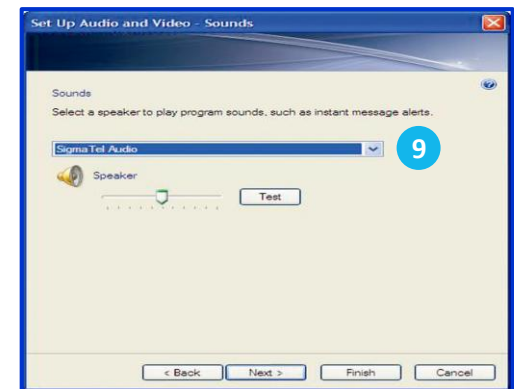 Set Up Audio and Video - Sounds
Sounds
Select a speaker to play program sounds, such as instant message alerts.
SigmaTel Audio
9
Speaker
Test
< Back
Next >
Finish
Cancel